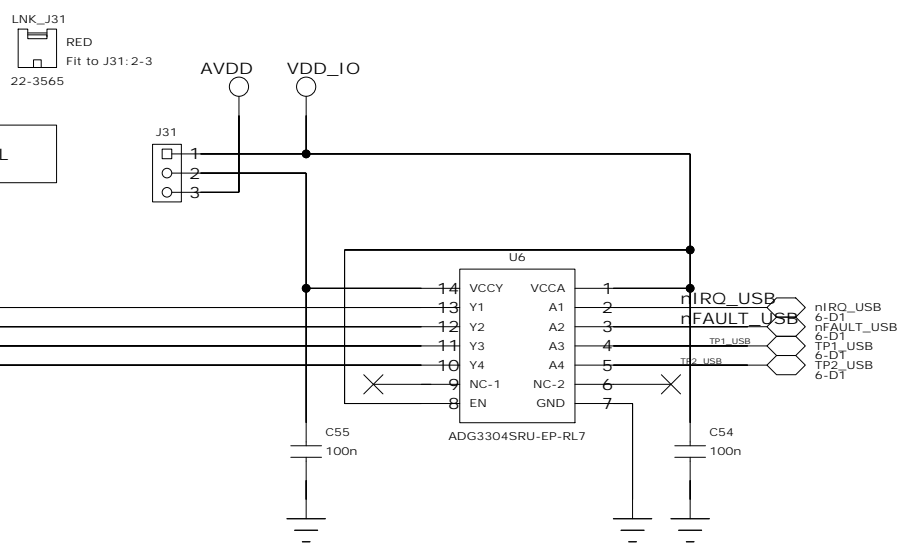 LNK_J31
RED
Fit to J31:2-3
22-3565
AVDD
VDD_IO
J31
L
1
2
3
U6
14 VCCY VCCA 1
13 Y1 A1 2
12 Y2 A2 3
11 Y3 A3 4
10 Y4 A4 5
9 NC-1 NC-2 6
8 EN GND 7
ADG3304SRU-EP-RL7
nIRQ_USB
nIRQ_USB
6-D1
nFAULT_USB
nFAULT_USB
6-D1
TP1_USB
TP1_USB
6-D1
TP2_USB
TP2_USB
6-D1
C55
100n
C54
100n